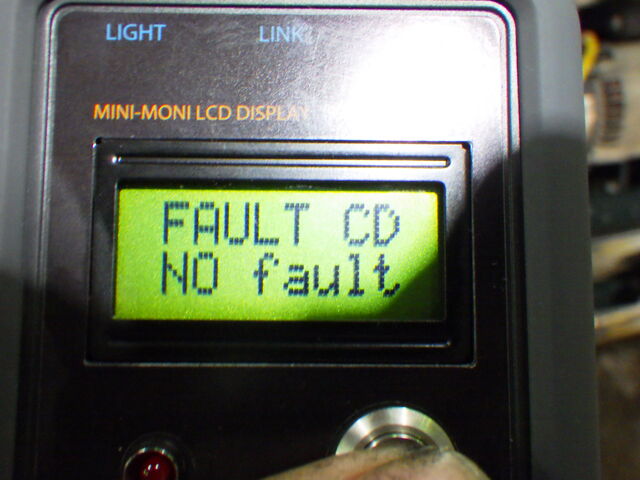 LIGHT LINK
MINI-MONI LCD DISPLAY
FAULT CD
NO fault